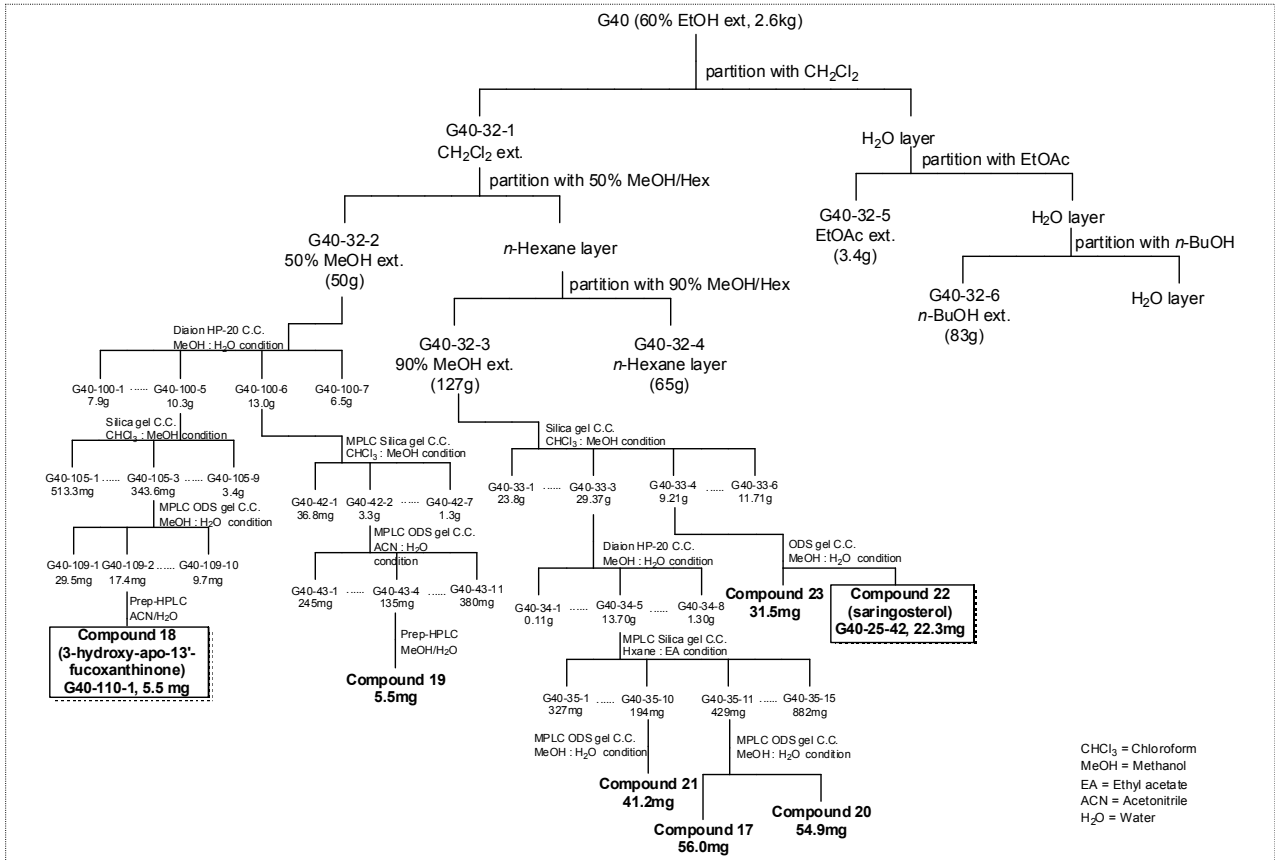 G40 (60% EtOH ext, 2.6kg)
partition with CH₂Cl₂
G40-32-1
CH₂Cl₂ ext.
H₂O layer
partition with EtOAc
partition with 50% MeOH/Hex
G40-32-5
EtOAc ext.
(3.4g)
H₂O layer
partition with n-BuOH
G40-32-2
50% MeOH ext.
(50g)
n-Hexane layer
partition with 90% MeOH/Hex
G40-32-6
n-BuOH ext.
(83g)
H₂O layer
G40-32-3
90% MeOH ext.
(127g)
G40-32-4
n-Hexane layer
(65g)
Diaion HP-20 C.C.
MeOH : H₂O condition
G40-100-1 ...... G40-100-5 G40-100-6 G40-100-7
7.9g 10.3g 13.0g 6.5g
Silica gel C.C.
CHCl₃ : MeOH condition
G40-105-1 ...... G40-105-3 ...... G40-105-9
513.3mg 343.6mg 3.4g
MPLC ODS gel C.C.
MeOH : H₂O condition
G40-109-1 G40-109-2 ...... G40-109-10
29.5mg 17.4mg 9.7mg
Prep-HPLC
ACN/H₂O
Compound 18
(3-hydroxy-apo-13'-
fucoxanthinone)
G40-110-1, 5.5 mg
MPLC Silica gel C.C.
CHCl₃ : MeOH condition
G40-42-1 G40-42-2 ...... G40-42-7
36.8mg 3.3g 1.3g
MPLC ODS gel C.C.
ACN : H₂O
condition
G40-43-1 ...... G40-43-4 ...... G40-43-11
245mg 135mg 380mg
Prep-HPLC
MeOH/H₂O
Compound 19
5.5mg
Silica gel C.C.
CHCl₃ : MeOH condition
G40-33-1 ...... G40-33-3 G40-33-4 ...... G40-33-6
23.8g 29.37g 9.21g 11.71g
Diaion HP-20 C.C.
MeOH : H₂O condition
G40-34-1 ...... G40-34-5 ...... G40-34-8
0.11g 13.70g 1.30g
MPLC Silica gel C.C.
Hxane : EA condition
G40-35-1 ...... G40-35-10 G40-35-11 ...... G40-35-15
327mg 194mg 429mg 882mg
MPLC ODS gel C.C.
MeOH : H₂O condition
Compound 21
41.2mg
MPLC ODS gel C.C.
MeOH : H₂O condition
Compound 17
56.0mg
Compound 20
54.9mg
ODS gel C.C.
MeOH : H₂O condition
Compound 23
31.5mg
Compound 22
(saringosterol)
G40-25-42, 22.3mg
CHCl₃ = Chloroform
MeOH = Methanol
EA = Ethyl acetate
ACN = Acetonitrile
H₂O = Water